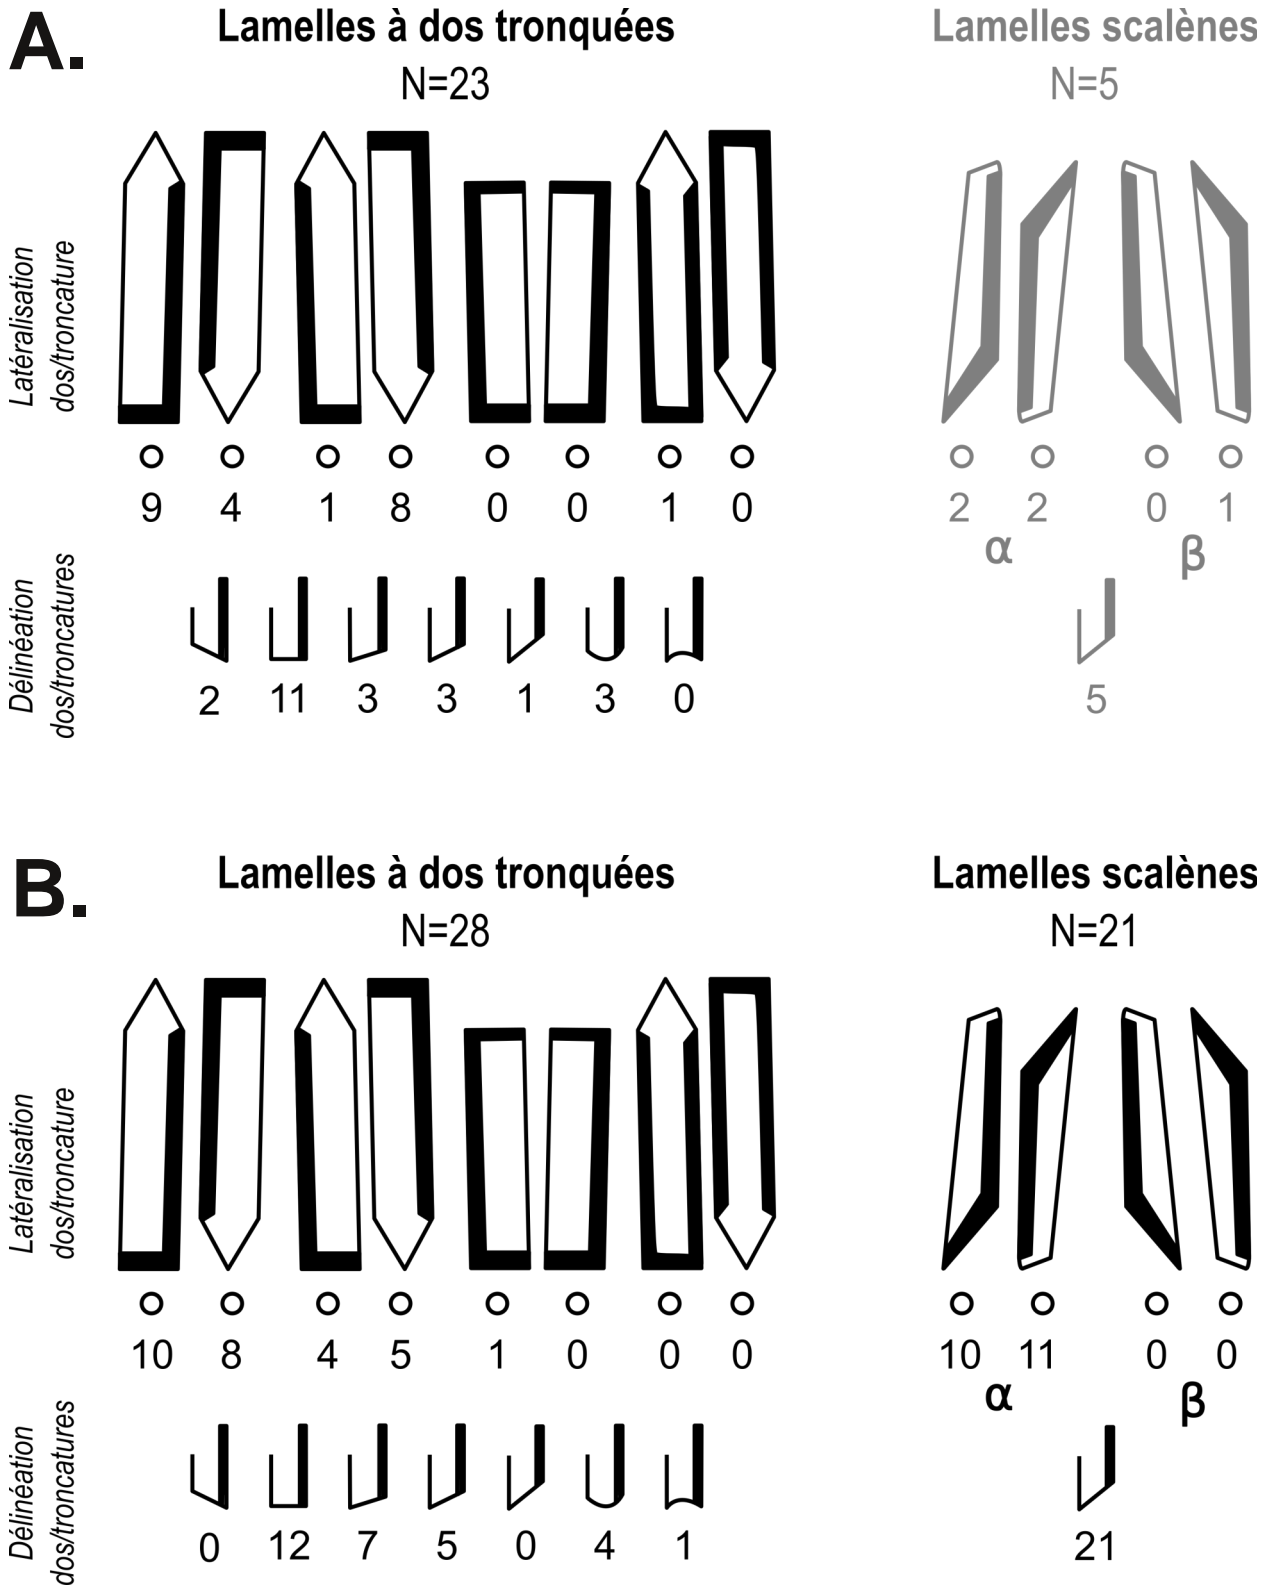 A.
Lamelles à dos tronquées
N=23
Lamelles scalènes
N=5
Latéralisation
dos/troncature
9 4 1 8 0 0 1 0
2 2 0 1
α β
Délinéation
dos/troncatures
2 11 3 3 1 3 0
5
B.
Lamelles à dos tronquées
N=28
Lamelles scalènes
N=21
Latéralisation
dos/troncature
10 8 4 5 1 0 0 0
10 11 0 0
α β
Délinéation
dos/troncatures
0 12 7 5 0 4 1
21